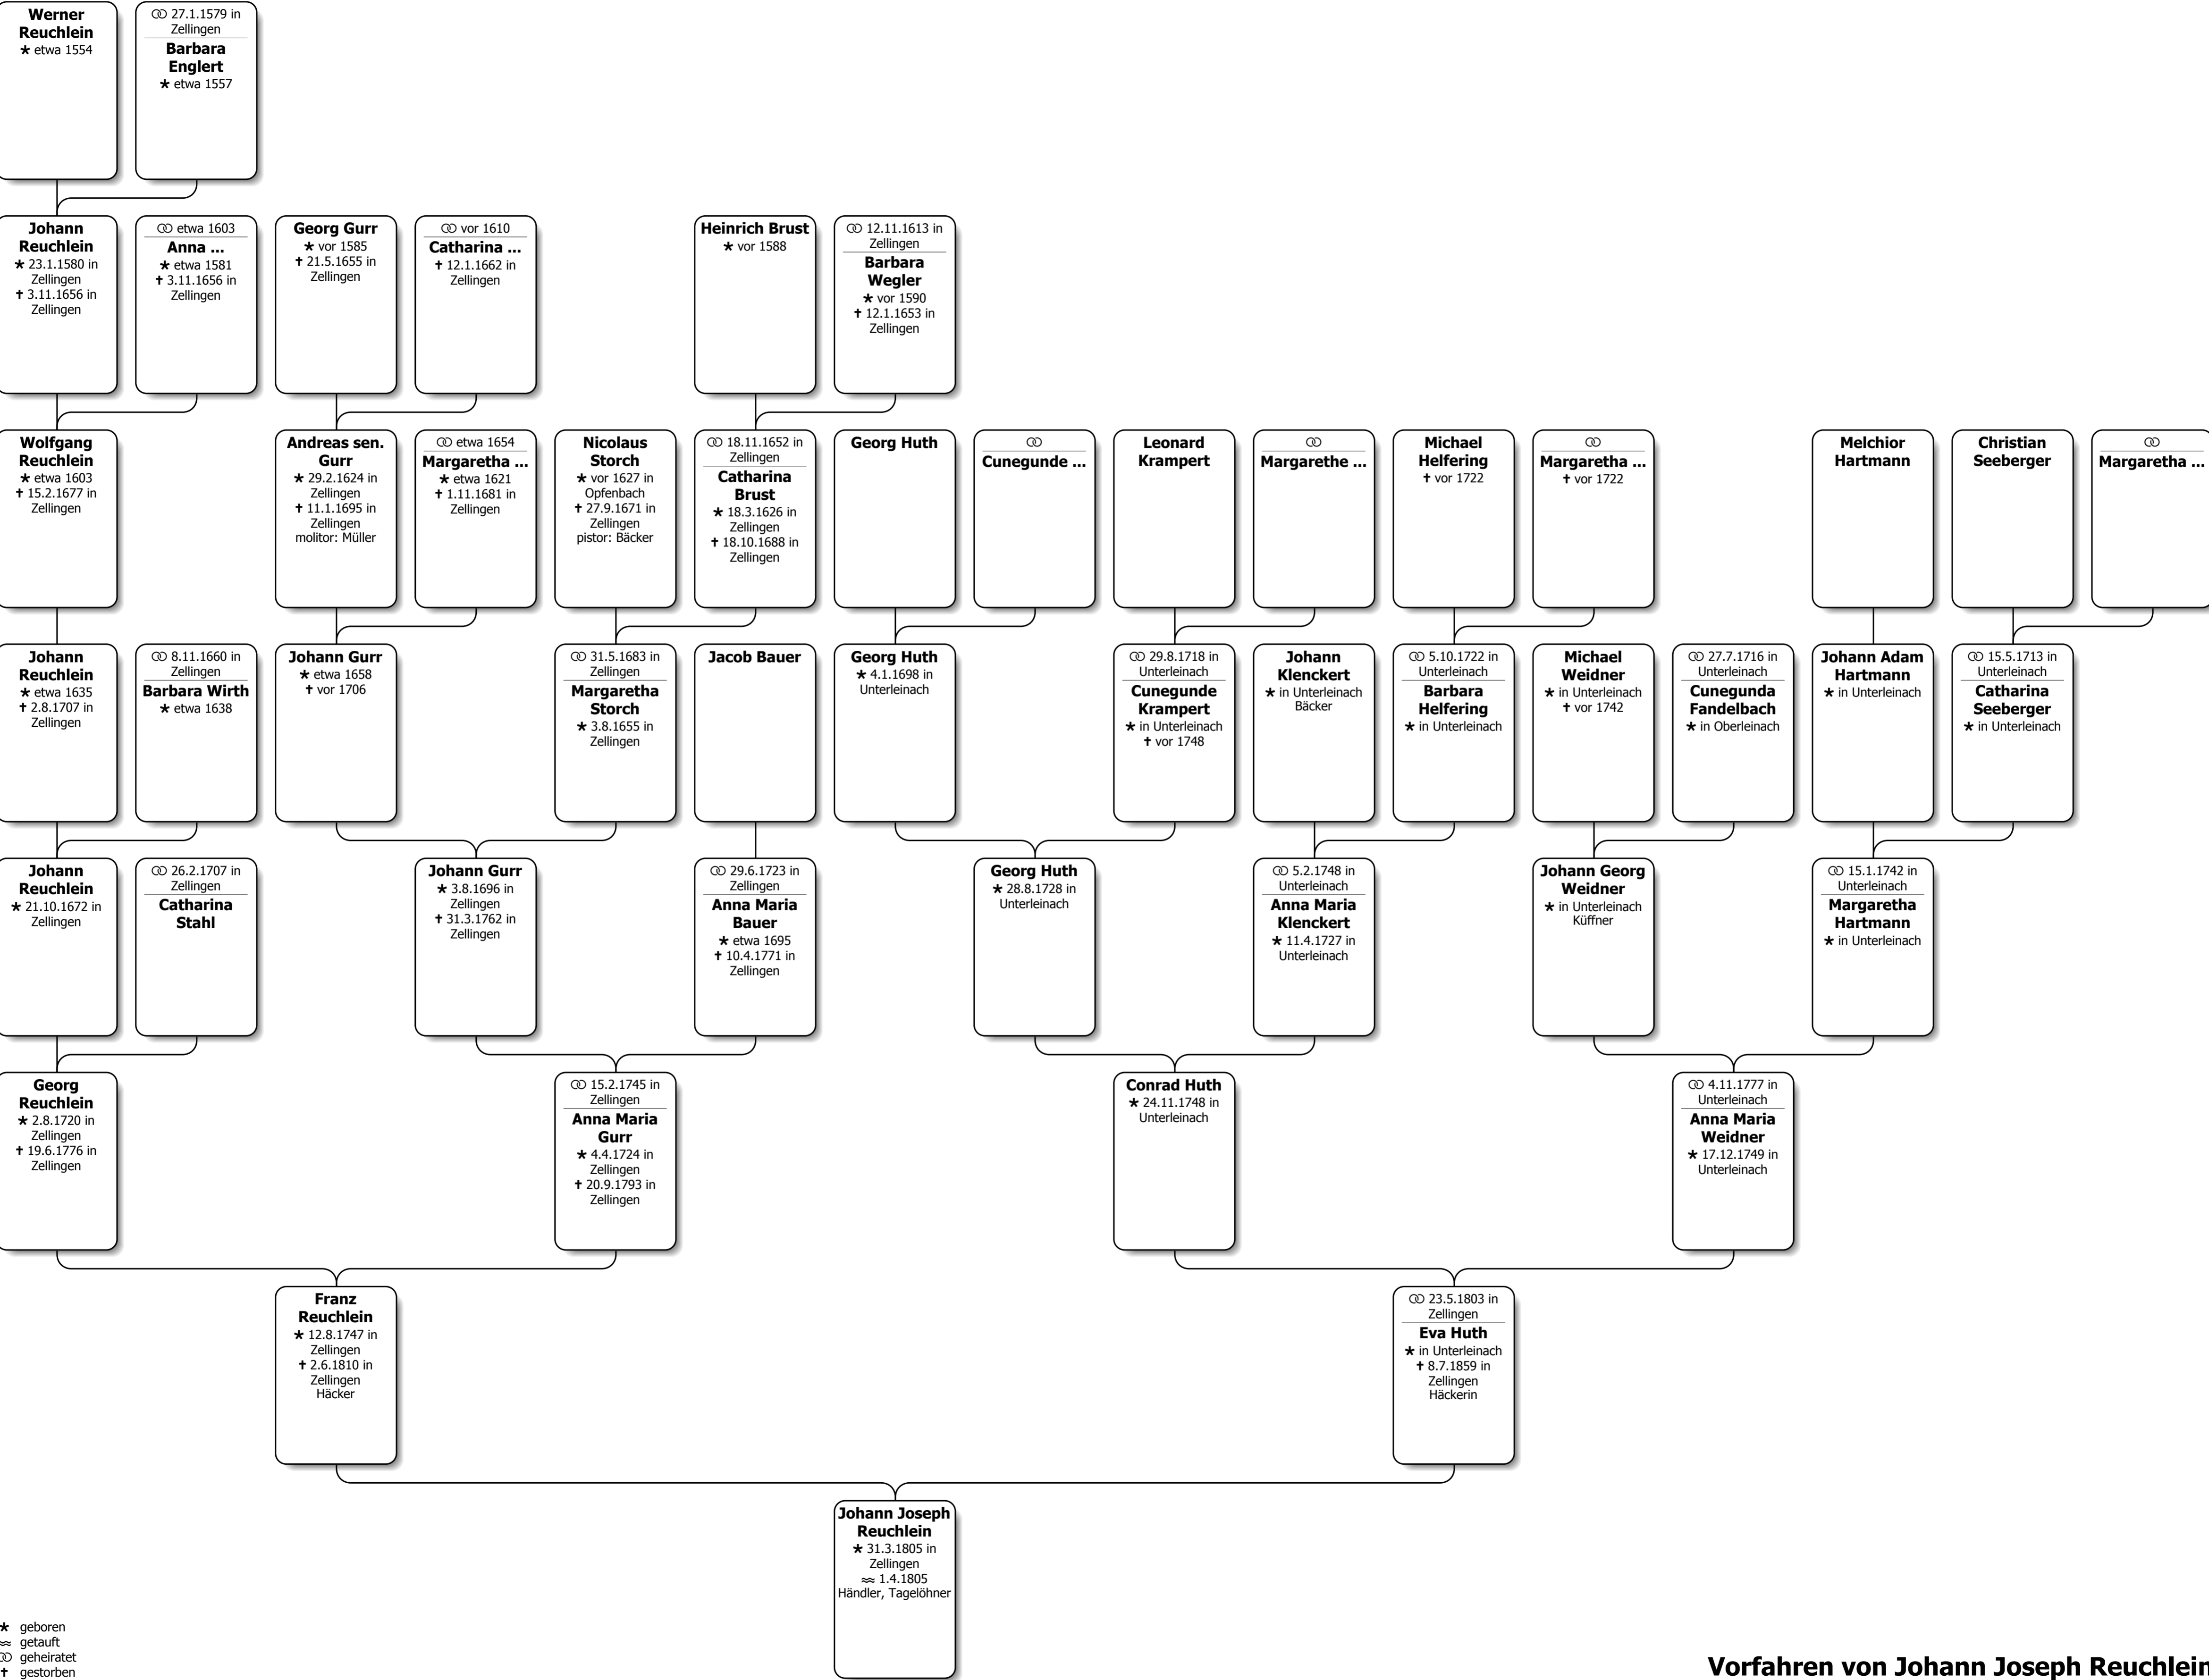 Werner
Reuchlein
★ etwa 1554
⚭ 27.1.1579 in
Zellingen
Barbara
Englert
★ etwa 1557
Johann
Reuchlein
★ 23.1.1580 in
Zellingen
✝ 3.11.1656 in
Zellingen
⚭ etwa 1603
Anna ...
★ etwa 1581
✝ 3.11.1656 in
Zellingen
Georg Gurr
★ vor 1585
✝ 21.5.1655 in
Zellingen
⚭ vor 1610
Catharina ...
✝ 12.1.1662 in
Zellingen
Heinrich Brust
★ vor 1588
⚭ 12.11.1613 in
Zellingen
Barbara
Wegler
★ vor 1590
✝ 12.1.1653 in
Zellingen
Wolfgang
Reuchlein
★ etwa 1603
✝ 15.2.1677 in
Zellingen
Andreas sen.
Gurr
★ 29.2.1624 in
Zellingen
✝ 11.1.1695 in
Zellingen
molitor: Müller
⚭ etwa 1654
Margaretha ...
★ etwa 1621
✝ 1.11.1681 in
Zellingen
Nicolaus
Storch
★ vor 1627 in
Opfenbach
✝ 27.9.1671 in
Zellingen
pistor: Bäcker
⚭ 18.11.1652 in
Zellingen
Catharina
Brust
★ 18.3.1626 in
Zellingen
✝ 18.10.1688 in
Zellingen
Georg Huth
⚭
Cunegunde ...
Leonard
Krampert
⚭
Margarethe ...
Michael
Helfering
✝ vor 1722
⚭
Margaretha ...
✝ vor 1722
Melchior
Hartmann
Christian
Seeberger
⚭
Margaretha ...
Johann
Reuchlein
★ etwa 1635
✝ 2.8.1707 in
Zellingen
⚭ 8.11.1660 in
Zellingen
Barbara Wirth
★ etwa 1638
Johann Gurr
★ etwa 1658
✝ vor 1706
⚭ 31.5.1683 in
Zellingen
Margaretha
Storch
★ 3.8.1655 in
Zellingen
Jacob Bauer
Georg Huth
★ 4.1.1698 in
Unterleinach
⚭ 29.8.1718 in
Unterleinach
Cunegunde
Krampert
★ in Unterleinach
✝ vor 1748
Johann
Klenckert
★ in Unterleinach
Bäcker
⚭ 5.10.1722 in
Unterleinach
Barbara
Helfering
★ in Unterleinach
Michael
Weidner
★ in Unterleinach
✝ vor 1742
⚭ 27.7.1716 in
Unterleinach
Cunegunda
Fandelbach
★ in Oberleinach
Johann Adam
Hartmann
★ in Unterleinach
⚭ 15.5.1713 in
Unterleinach
Catharina
Seeberger
★ in Unterleinach
Johann
Reuchlein
★ 21.10.1672 in
Zellingen
⚭ 26.2.1707 in
Zellingen
Catharina
Stahl
Johann Gurr
★ 3.8.1696 in
Zellingen
✝ 31.3.1762 in
Zellingen
⚭ 29.6.1723 in
Zellingen
Anna Maria
Bauer
★ etwa 1695
✝ 10.4.1771 in
Zellingen
Georg Huth
★ 28.8.1728 in
Unterleinach
⚭ 5.2.1748 in
Unterleinach
Anna Maria
Klenckert
★ 11.4.1727 in
Unterleinach
Johann Georg
Weidner
★ in Unterleinach
Küffner
⚭ 15.1.1742 in
Unterleinach
Margaretha
Hartmann
★ in Unterleinach
Georg
Reuchlein
★ 2.8.1720 in
Zellingen
✝ 19.6.1776 in
Zellingen
⚭ 15.2.1745 in
Zellingen
Anna Maria
Gurr
★ 4.4.1724 in
Zellingen
✝ 20.9.1793 in
Zellingen
Conrad Huth
★ 24.11.1748 in
Unterleinach
⚭ 4.11.1777 in
Unterleinach
Anna Maria
Weidner
★ 17.12.1749 in
Unterleinach
Franz
Reuchlein
★ 12.8.1747 in
Zellingen
✝ 2.6.1810 in
Zellingen
Häcker
⚭ 23.5.1803 in
Zellingen
Eva Huth
★ in Unterleinach
✝ 8.7.1859 in
Zellingen
Häckerin
Johann Joseph
Reuchlein
★ 31.3.1805 in
Zellingen
≈ 1.4.1805
Händler, Tagelöhner
★ geboren
≈ getauft
⚭ geheiratet
✝ gestorben
Vorfahren von Johann Joseph Reuchlein